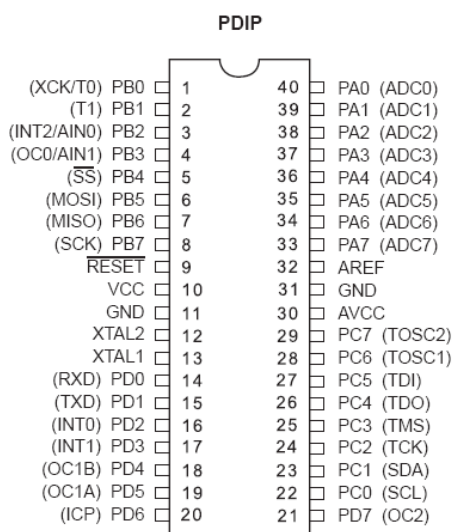 PDIP
(XCK/T0) PB0 1 40 PA0 (ADC0)
(T1) PB1 2 39 PA1 (ADC1)
(INT2/AIN0) PB2 3 38 PA2 (ADC2)
(OC0/AIN1) PB3 4 37 PA3 (ADC3)
(S̅S̅) PB4 5 36 PA4 (ADC4)
(MOSI) PB5 6 35 PA5 (ADC5)
(MISO) PB6 7 34 PA6 (ADC6)
(SCK) PB7 8 33 PA7 (ADC7)
R̅E̅S̅E̅T̅ 9 32 AREF
VCC 10 31 GND
GND 11 30 AVCC
XTAL2 12 29 PC7 (TOSC2)
XTAL1 13 28 PC6 (TOSC1)
(RXD) PD0 14 27 PC5 (TDI)
(TXD) PD1 15 26 PC4 (TDO)
(INT0) PD2 16 25 PC3 (TMS)
(INT1) PD3 17 24 PC2 (TCK)
(OC1B) PD4 18 23 PC1 (SDA)
(OC1A) PD5 19 22 PC0 (SCL)
(ICP) PD6 20 21 PD7 (OC2)